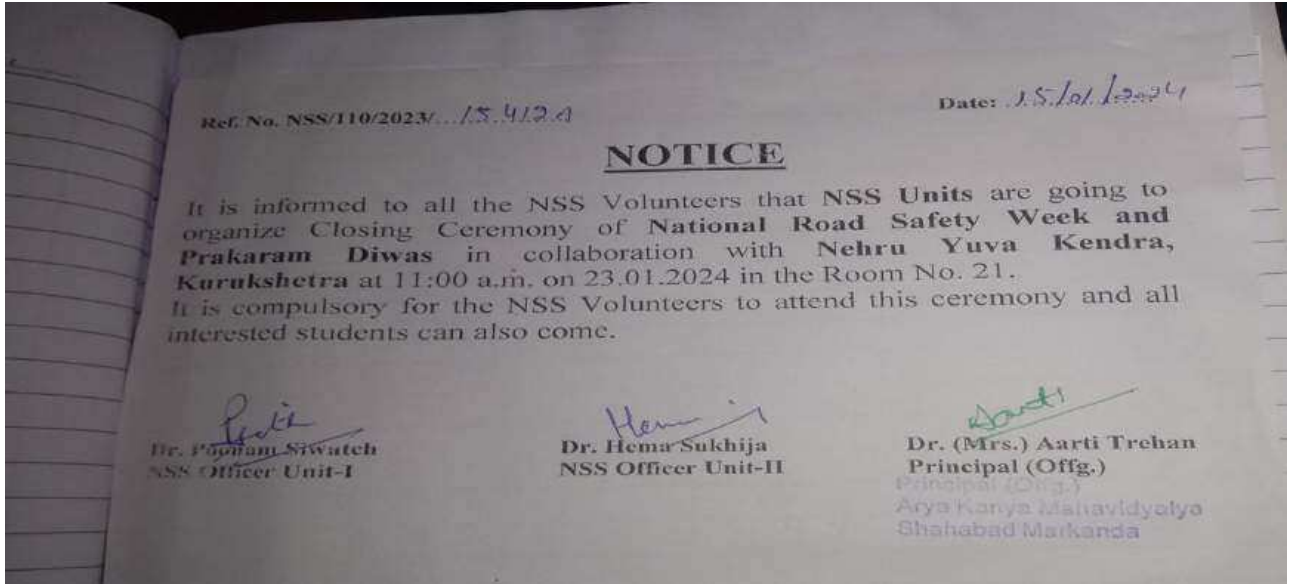 Ref. No. NSS/110/2023/...15.4124
Date: 15/01/2024
NOTICE
It is informed to all the NSS Volunteers that NSS Units are going to
organize Closing Ceremony of National Road Safety Week and
Prakaram Diwas in collaboration with Nehru Yuva Kendra,
Kurukshetra at 11:00 a.m. on 23.01.2024 in the Room No. 21.
It is compulsory for the NSS Volunteers to attend this ceremony and all
interested students can also come.
Hem
Aarti
Dr. Poonam Siwatch
Dr. Hema Sukhija
Dr. (Mrs.) Aarti Trehan
NSS Officer Unit-I
NSS Officer Unit-II
Principal (Offg.)
Principal (Offg.)
Arya Kanya Mahavidyalya
Shahabad Markanda